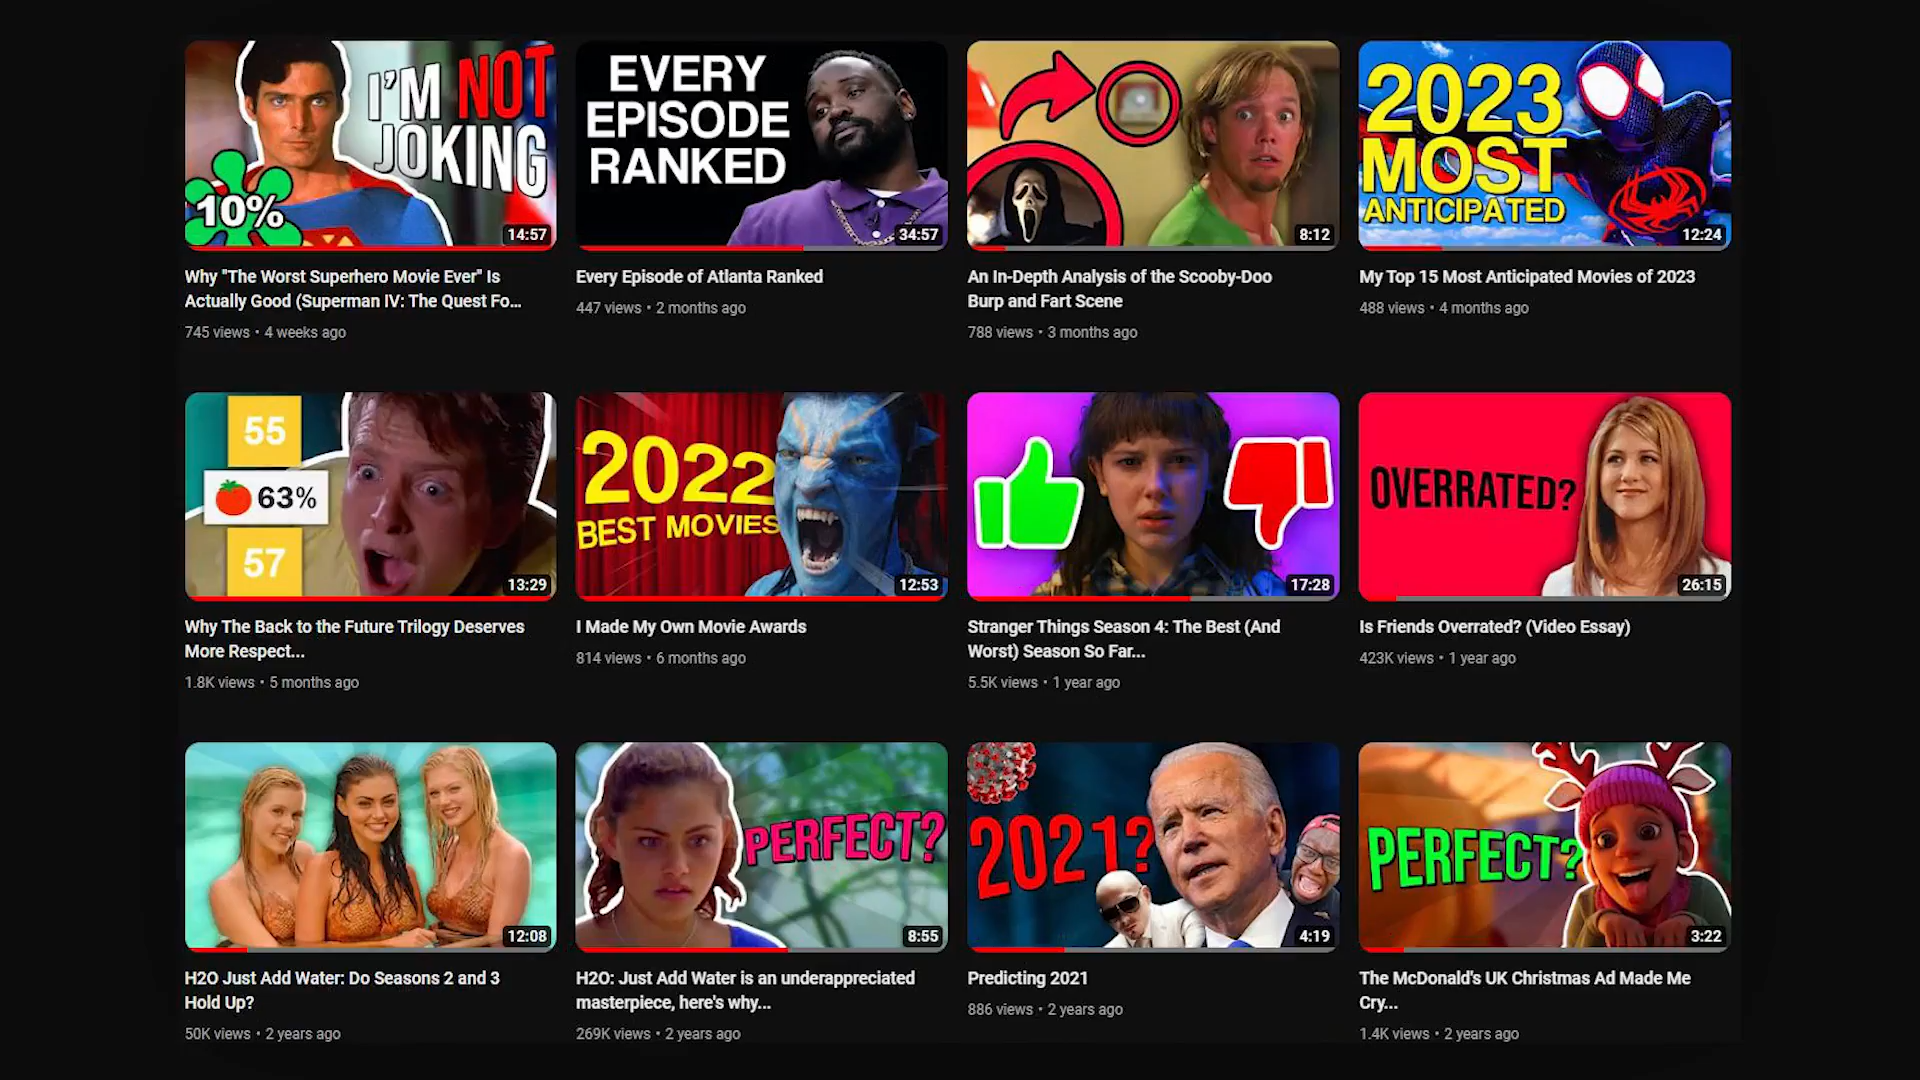 I'M NOT
JOKING
10%
14:57
Why "The Worst Superhero Movie Ever" Is
Actually Good (Superman IV: The Quest Fo...
745 views • 4 weeks ago
EVERY
EPISODE
RANKED
34:57
Every Episode of Atlanta Ranked
447 views • 2 months ago
8:12
An In-Depth Analysis of the Scooby-Doo
Burp and Fart Scene
788 views • 3 months ago
2023
MOST
ANTICIPATED
12:24
My Top 15 Most Anticipated Movies of 2023
488 views • 4 months ago
55
63%
57
13:29
Why The Back to the Future Trilogy Deserves
More Respect...
1.8K views • 5 months ago
2022
BEST MOVIES
12:53
I Made My Own Movie Awards
814 views • 6 months ago
17:28
Stranger Things Season 4: The Best (And
Worst) Season So Far...
5.5K views • 1 year ago
OVERRATED?
26:15
Is Friends Overrated? (Video Essay)
423K views • 1 year ago
12:08
H2O Just Add Water: Do Seasons 2 and 3
Hold Up?
50K views • 2 years ago
PERFECT?
8:55
H2O: Just Add Water is an underappreciated
masterpiece, here's why...
269K views • 2 years ago
2021?
4:19
Predicting 2021
886 views • 2 years ago
PERFECT?
3:22
The McDonald's UK Christmas Ad Made Me
Cry...
1.4K views • 2 years ago